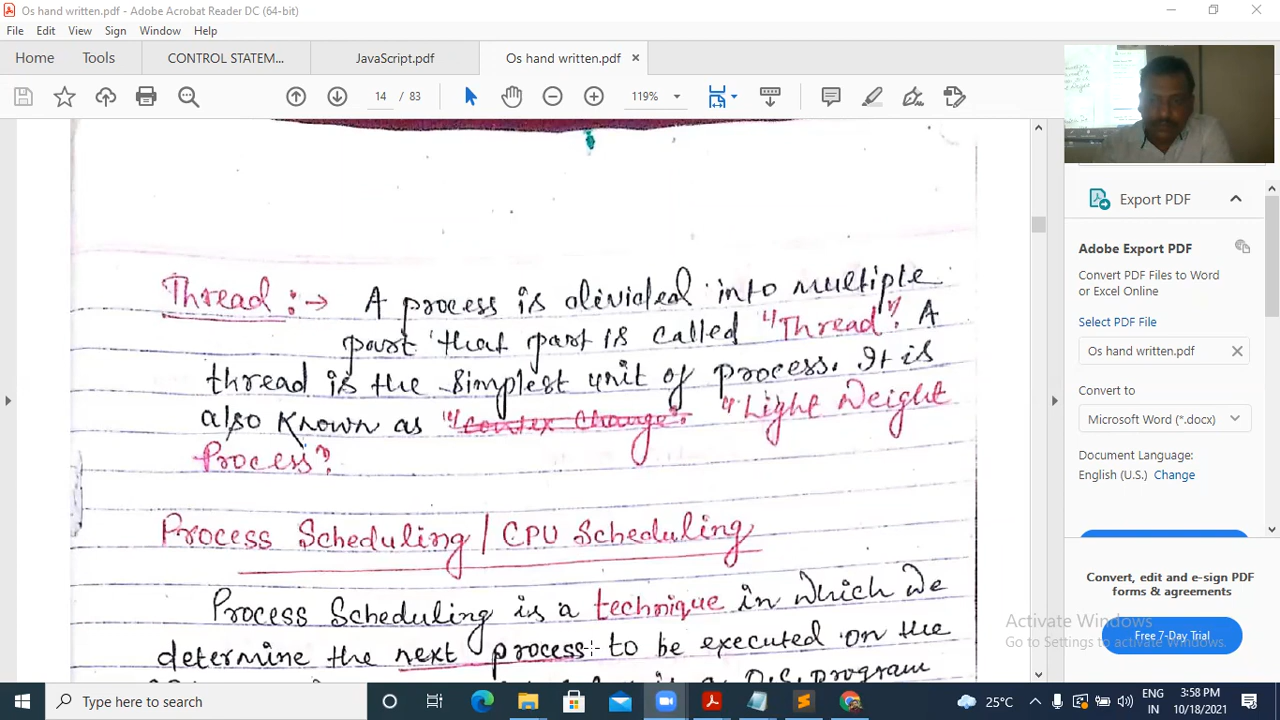 Os hand written.pdf - Adobe Acrobat Reader DC (64-bit)
File Edit View Sign Window Help
Home Tools CONTROL STATEM... JavaScript.pdf Os hand written.pdf ×
14 / 83 119%
Thread :→ A process is divided into multiple
part that part is called "Thread". A
thread is the simplest unit of process. It is
also known as "Contex Change". "Light Weight
Process"
Process Scheduling / CPU Scheduling
Process Scheduling is a technique in which we
determine the next process to be executed on the
O.S. program
Export PDF
Adobe Export PDF
Convert PDF Files to Word
or Excel Online
Select PDF File
Os hand written.pdf
Convert to
Microsoft Word (*.docx)
Document Language:
English (U.S.) Change
Convert, edit and e-sign PDF
forms & agreements
Free 7-Day Trial
Activate Windows
Go to Settings to activate Windows.
Type here to search
25°C
ENG
IN
3:58 PM
10/18/2021